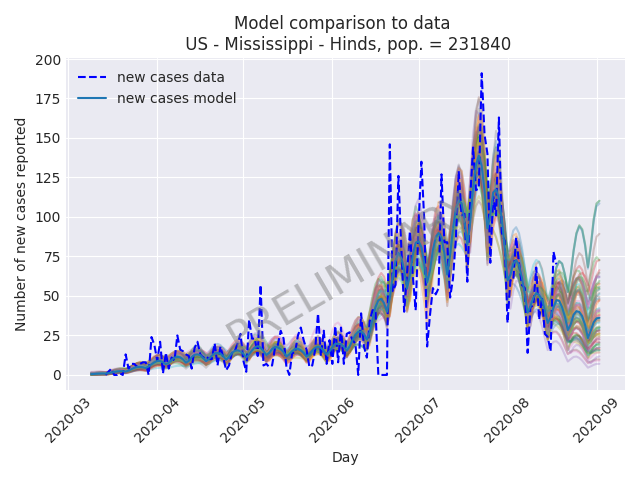 Model comparison to data
US - Mississippi - Hinds, pop. = 231840
200
175
150
125
100
75
50
25
0
Number of new cases reported
new cases data
new cases model
2020-03
2020-04
2020-05
2020-06
2020-07
2020-08
2020-09
Day